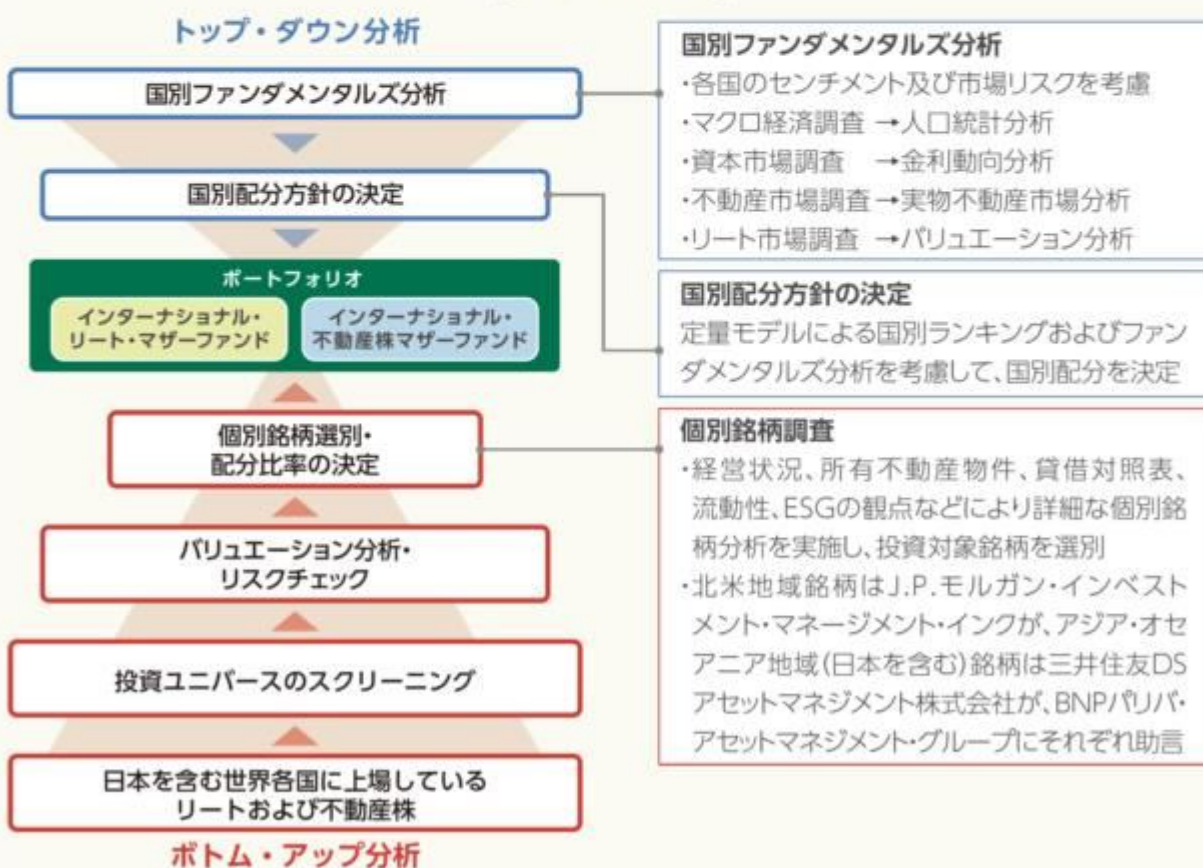 トップ・ダウン分析
国別ファンダメンタルズ分析
国別配分方針の決定
ポートフォリオ
インターナショナル・
リート・マザーファンド
インターナショナル・
不動産株マザーファンド
個別銘柄選別・
配分比率の決定
バリュエーション分析・
リスクチェック
投資ユニバースのスクリーニング
日本を含む世界各国に上場している
リートおよび不動産株
ボトム・アップ分析
国別ファンダメンタルズ分析
・各国のセンチメント及び市場リスクを考慮
・マクロ経済調査 →人口統計分析
・資本市場調査 →金利動向分析
・不動産市場調査→実物不動産市場分析
・リート市場調査 →バリュエーション分析
国別配分方針の決定
定量モデルによる国別ランキングおよびファン
ダメンタルズ分析を考慮して、国別配分を決定
個別銘柄調査
・経営状況、所有不動産物件、貸借対照表、
流動性、ESGの観点などにより詳細な個別銘
柄分析を実施し、投資対象銘柄を選別
・北米地域銘柄はJ.P.モルガン・インベスト
メント・マネージメント・インクが、アジア・オセ
アニア地域(日本を含む)銘柄は三井住友DS
アセットマネジメント株式会社が、BNPパリバ・
アセットマネジメント・グループにそれぞれ助言